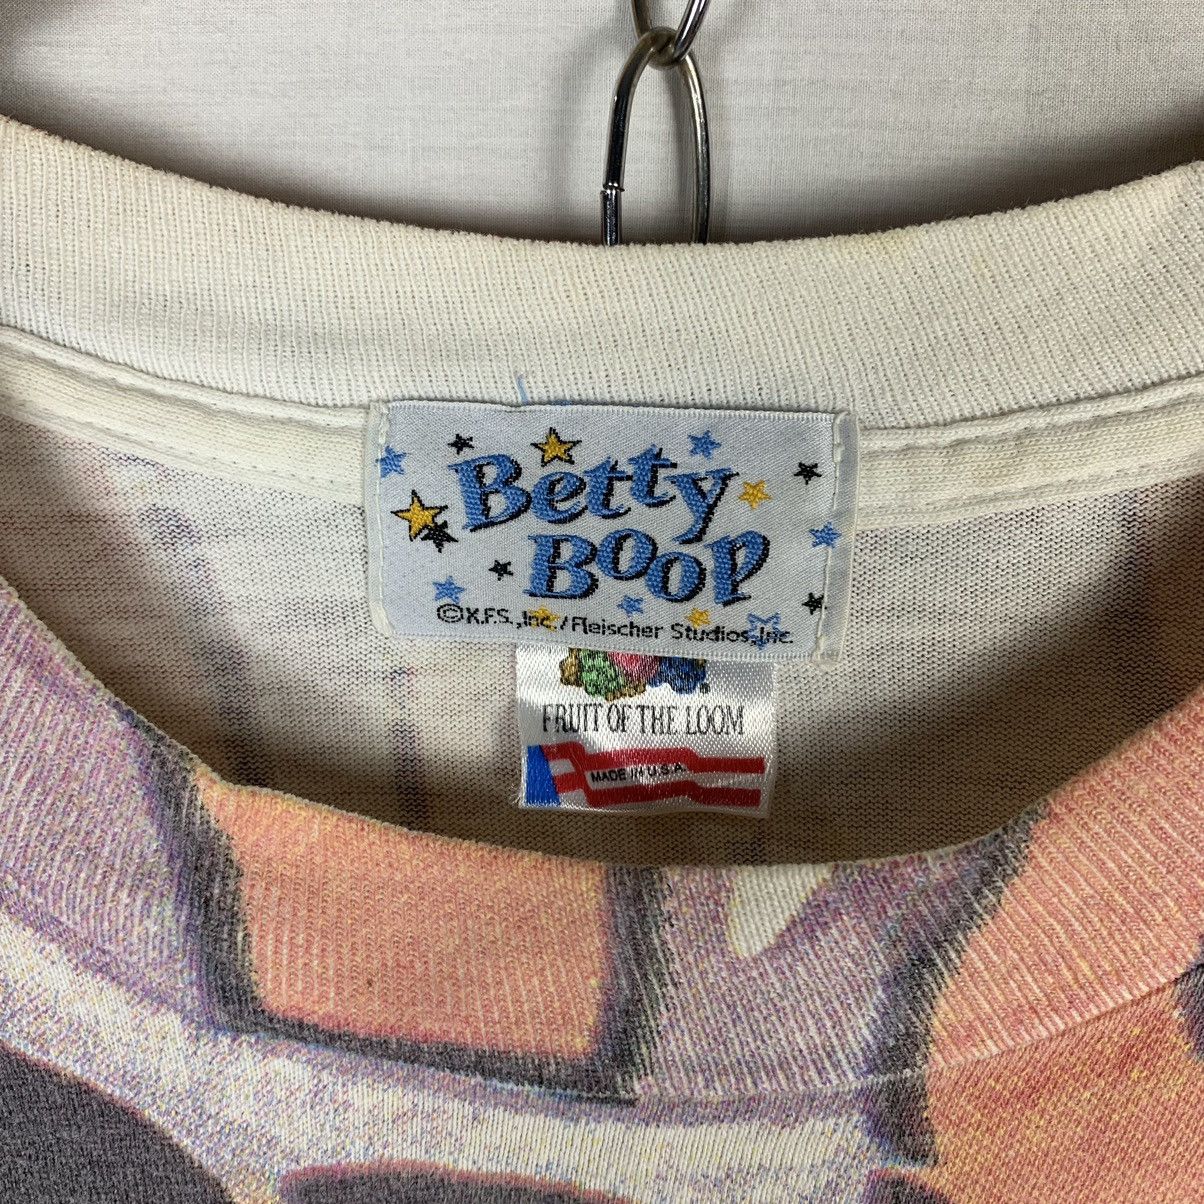 Betty
Boop
©K.F.S., Inc./Fleischer Studios, Inc.
®
FRUIT OF THE LOOM
MADE IN U.S.A.